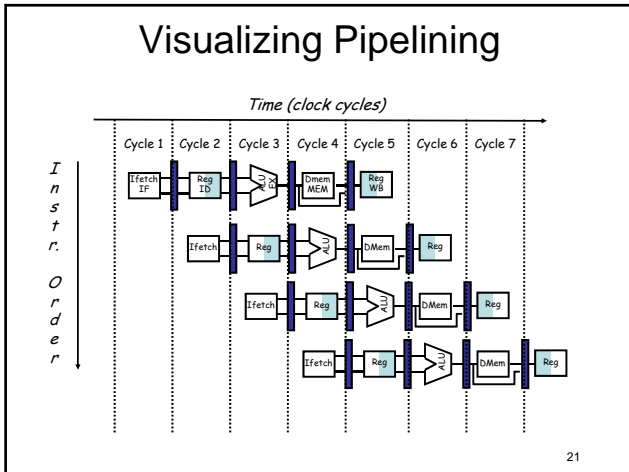 Visualizing Pipelining
Time (clock cycles)
Cycle 1 Cycle 2 Cycle 3 Cycle 4 Cycle 5 Cycle 6 Cycle 7
Instr. Order
Ifetch IF Reg ID ALU EX Dmem MEM Reg WB
Ifetch Reg ALU DMem Reg
Ifetch Reg ALU DMem Reg
Ifetch Reg ALU DMem Reg
21